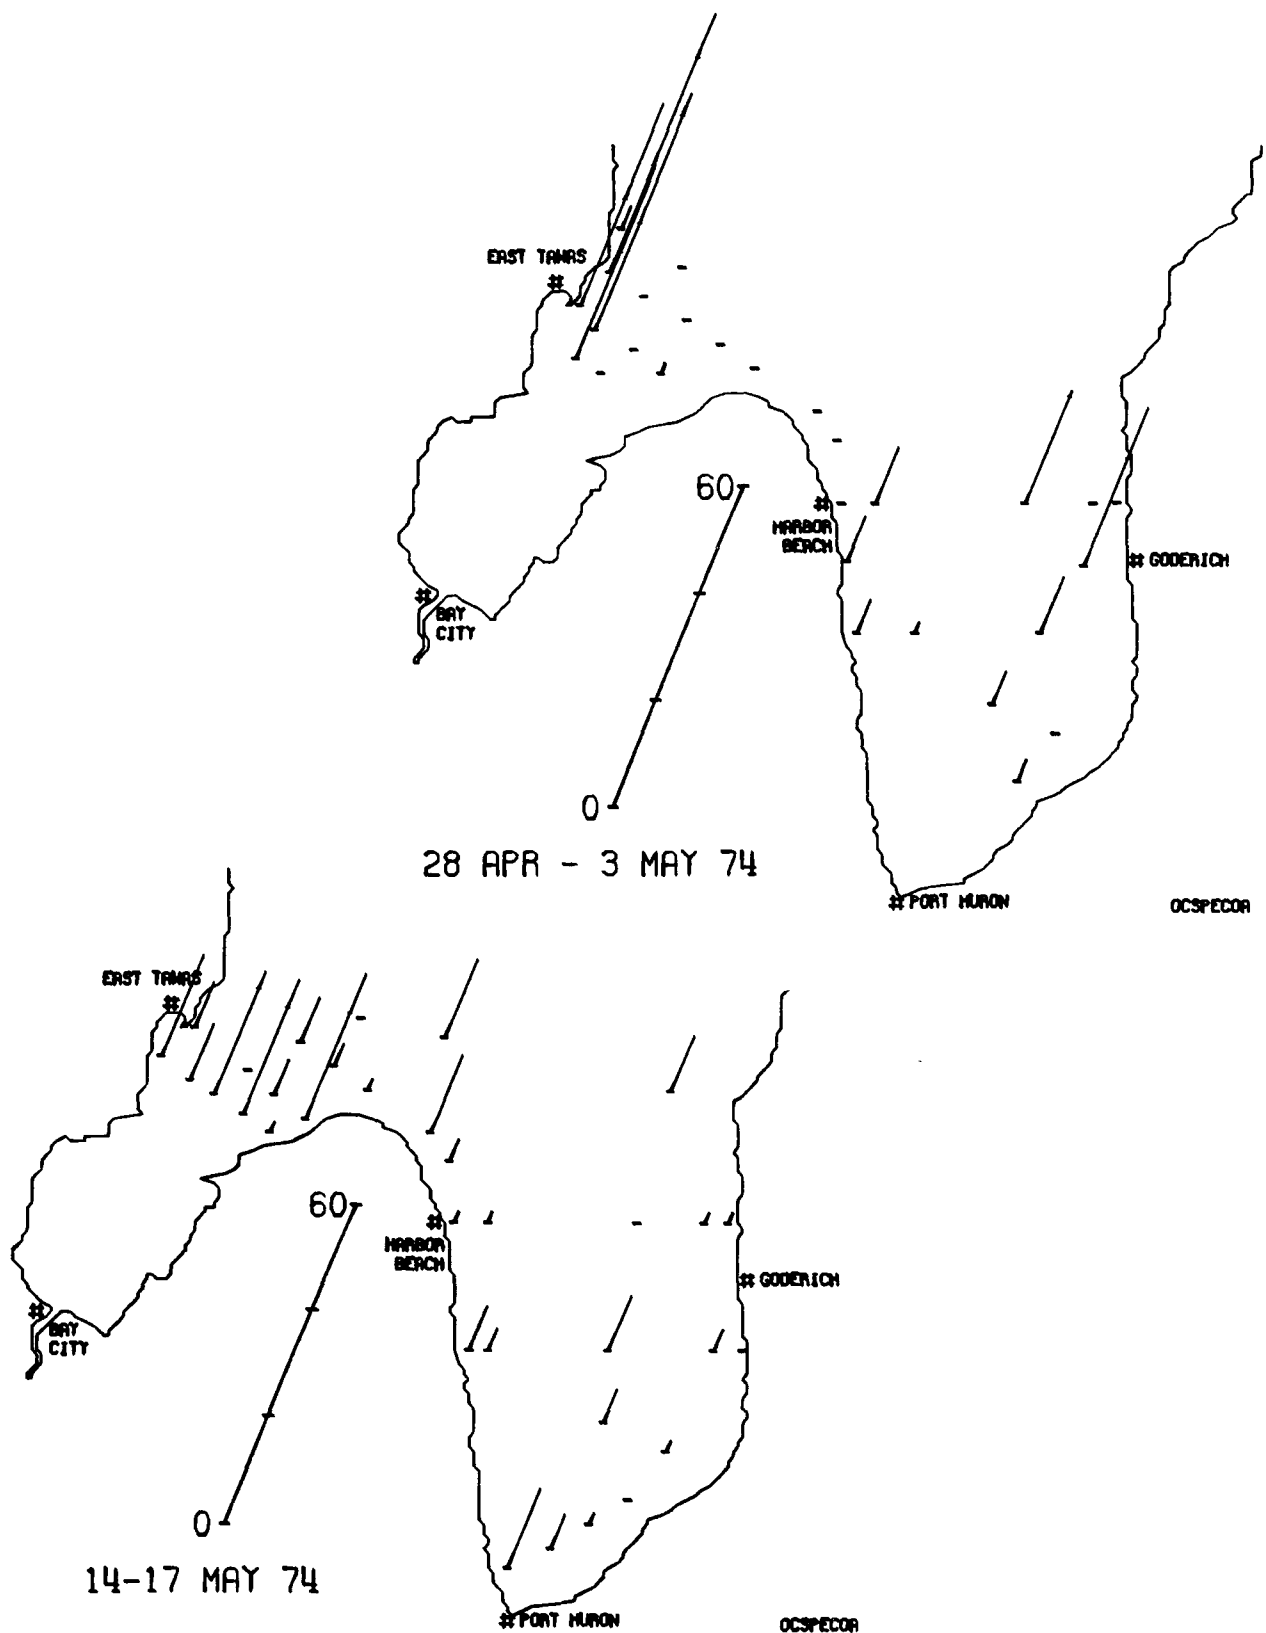 EAST TAWAS
#
60
#
HARBOR
BEACH
# GODERICH
#
BAY
CITY
0
28 APR - 3 MAY 74
# PORT HURON
OCSPECOA
EAST TAWAS
#
60
#
HARBOR
BEACH
# GODERICH
#
BAY
CITY
0
14-17 MAY 74
# PORT HURON
OCSPECOA